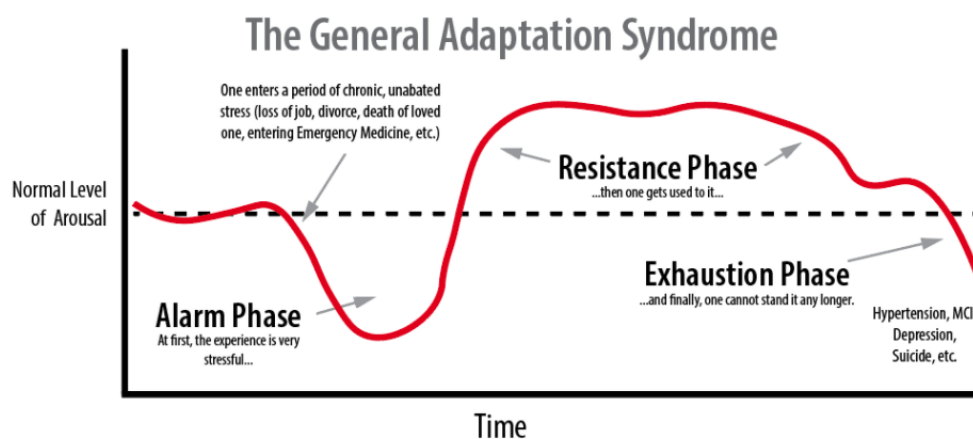 The General Adaptation Syndrome
One enters a period of chronic, unabated
stress (loss of job, divorce, death of loved
one, entering Emergency Medicine, etc.)
Normal Level
of Arousal
Resistance Phase
...then one gets used to it...
Alarm Phase
At first, the experience is very
stressful...
Exhaustion Phase
...and finally, one cannot stand it any longer.
Hypertension, MCI
Depression,
Suicide, etc.
Time